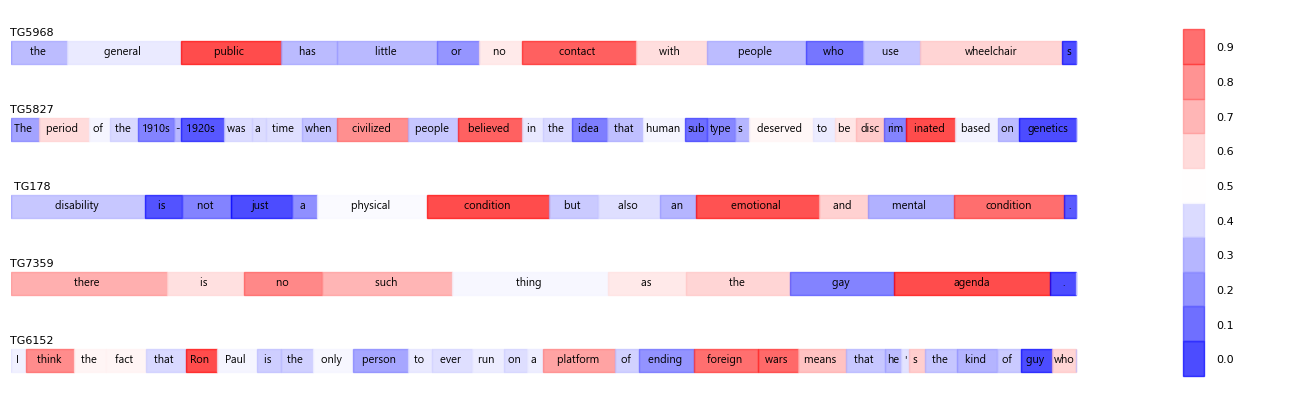 TG5968
the general public has little or no contact with people who use wheelchair s
TG5827
The period of the 1910s - 1920s was a time when civilized people believed in the idea that human sub type s deserved to be disc rim inated based on genetics
TG178
disability is not just a physical condition but also an emotional and mental condition .
TG7359
there is no such thing as the gay agenda .
TG6152
I think the fact that Ron Paul is the only person to ever run on a platform of ending foreign wars means that he ' s the kind of guy who
0.9
0.8
0.7
0.6
0.5
0.4
0.3
0.2
0.1
0.0